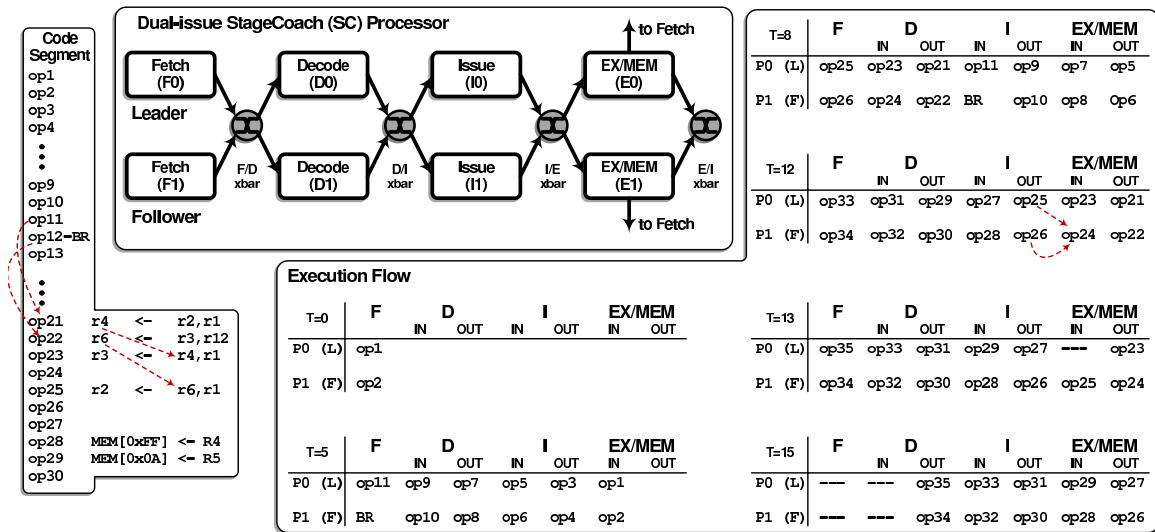 Code
Segment
op1
op2
op3
op4
op9
op10
op11
op12-BR
op13
op21 r4 <- r2,r1
op22 r6 <- r3,r12
op23 r3 <- r4,r1
op24
op25 r2 <- r6,r1
op26
op27
op28 MEM[0xFF] <- R4
op29 MEM[0x0A] <- R5
op30
Dual-issue StageCoach (SC) Processor
to Fetch
Fetch (F0)
Decode (D0)
Issue (I0)
EX/MEM (E0)
Leader
F/D xbar
D/I xbar
I/E xbar
E/I xbar
Fetch (F1)
Decode (D1)
Issue (I1)
EX/MEM (E1)
Follower
to Fetch
Execution Flow
T=0 F D I EX/MEM
IN OUT IN OUT IN OUT
P0 (L) op1
P1 (F) op2
T=5 F D I EX/MEM
IN OUT IN OUT IN OUT
P0 (L) op11 op9 op7 op5 op3 op1
P1 (F) BR op10 op8 op6 op4 op2
T=8 F D I EX/MEM
IN OUT IN OUT IN OUT
P0 (L) op25 op23 op21 op11 op9 op7 op5
P1 (F) op26 op24 op22 BR op10 op8 Op6
T=12 F D I EX/MEM
IN OUT IN OUT IN OUT
P0 (L) op33 op31 op29 op27 op25 op23 op21
P1 (F) op34 op32 op30 op28 op26 op24 op22
T=13 F D I EX/MEM
IN OUT IN OUT IN OUT
P0 (L) op35 op33 op31 op29 op27 --- op23
P1 (F) op34 op32 op30 op28 op26 op25 op24
T=15 F D I EX/MEM
IN OUT IN OUT IN OUT
P0 (L) --- --- op35 op33 op31 op29 op27
P1 (F) --- --- op34 op32 op30 op28 op26